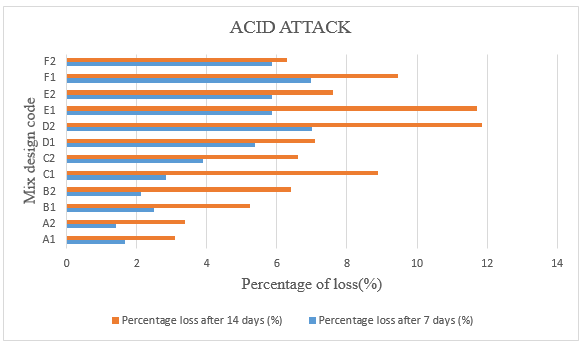 ACID ATTACK
Mix design code
F2
F1
E2
E1
D2
D1
C2
C1
B2
B1
A2
A1
0 2 4 6 8 10 12 14
Percentage of loss(%)
Percentage loss after 14 days (%) Percentage loss after 7 days (%)